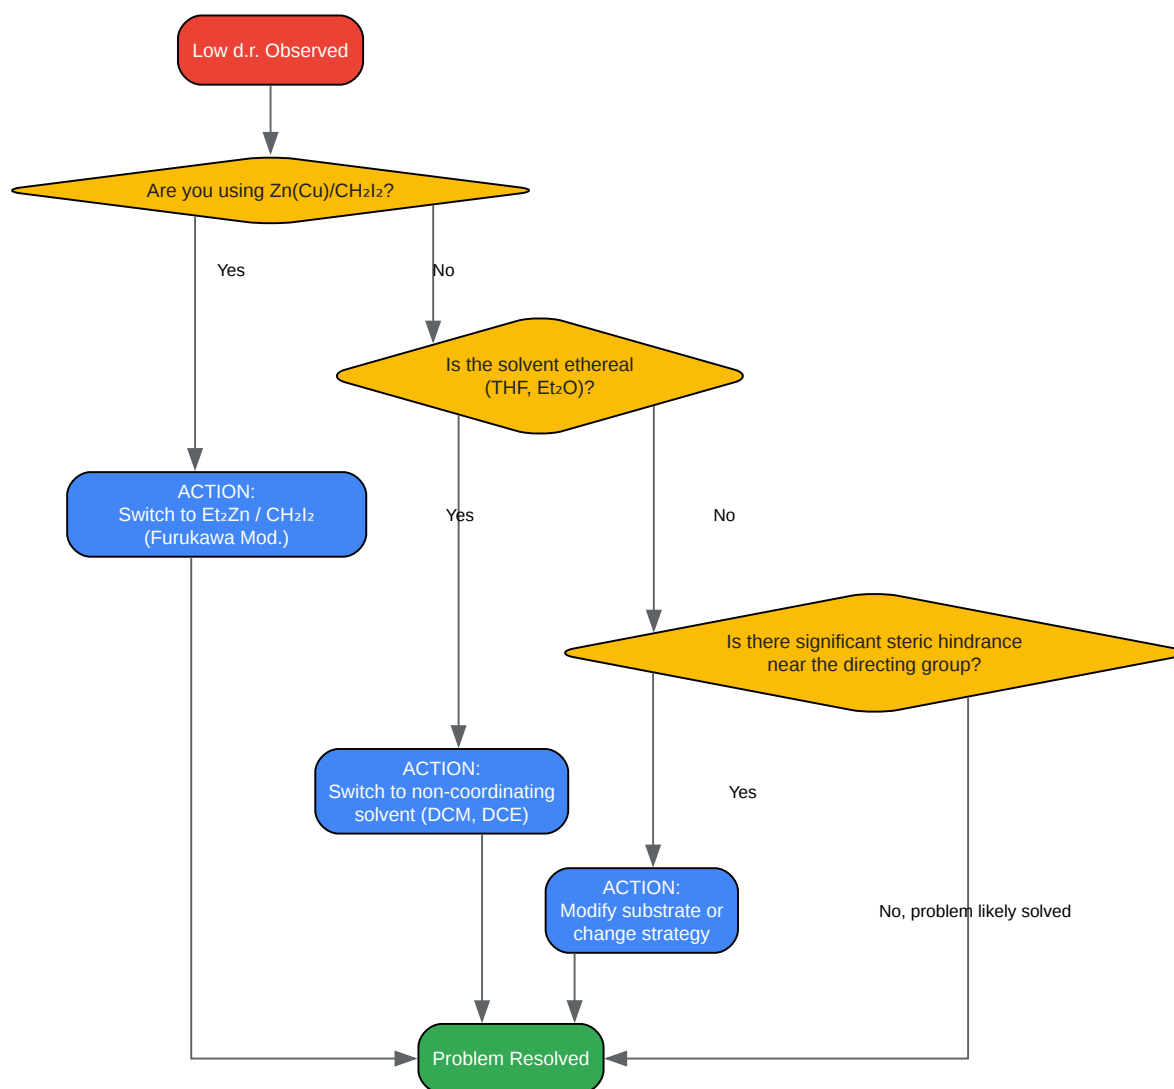 Low d.r. Observed
Are you using Zn(Cu)/CH₂I₂?
Yes
No
Is the solvent ethereal
(THF, Et₂O)?
ACTION:
Switch to Et₂Zn / CH₂I₂
(Furukawa Mod.)
Yes
No
Is there significant steric hindrance
near the directing group?
ACTION:
Switch to non-coordinating
solvent (DCM, DCE)
Yes
ACTION:
Modify substrate or
change strategy
No, problem likely solved
Problem Resolved